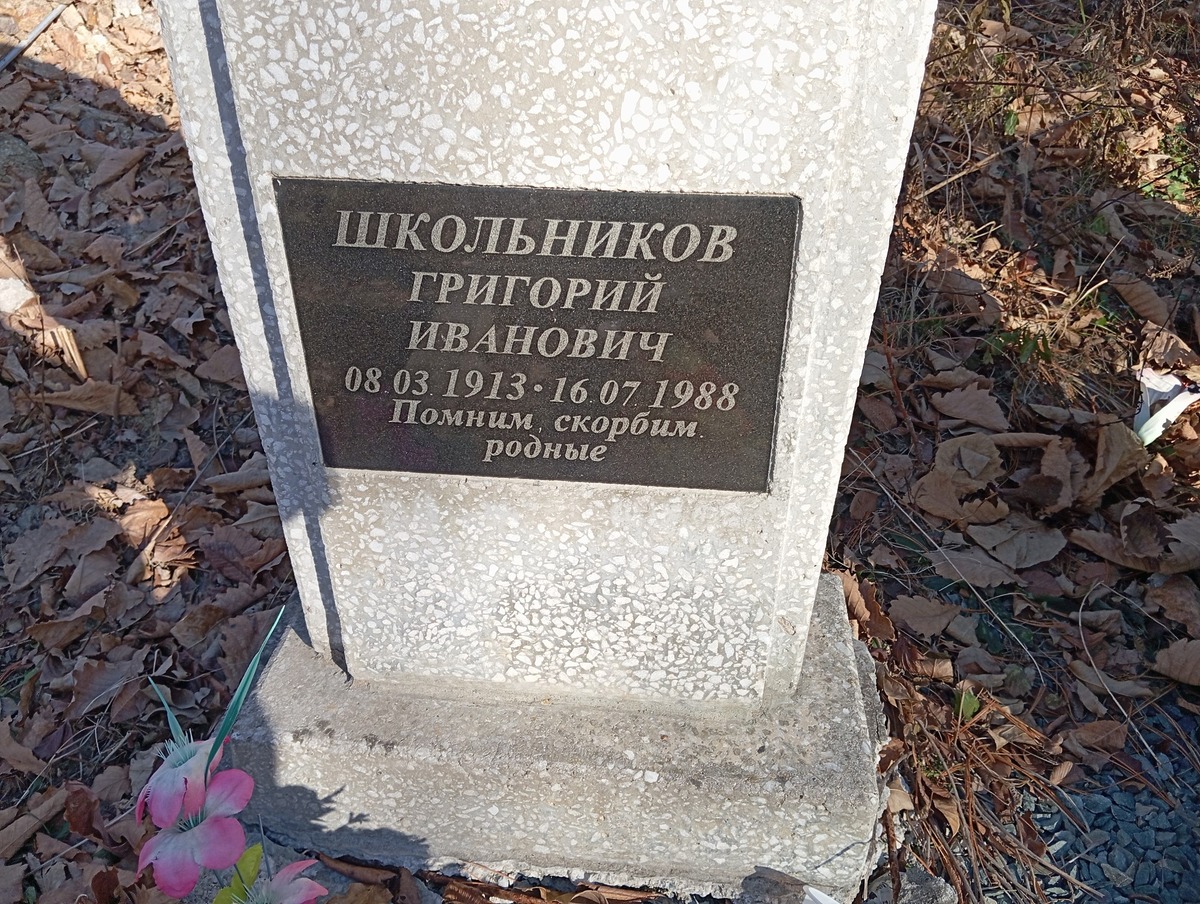 ШКОЛЬНИКОВ
ГРИГОРИЙ
ИВАНОВИЧ
08.03.1913 · 16.07.1988
Помним, скорбим.
родные